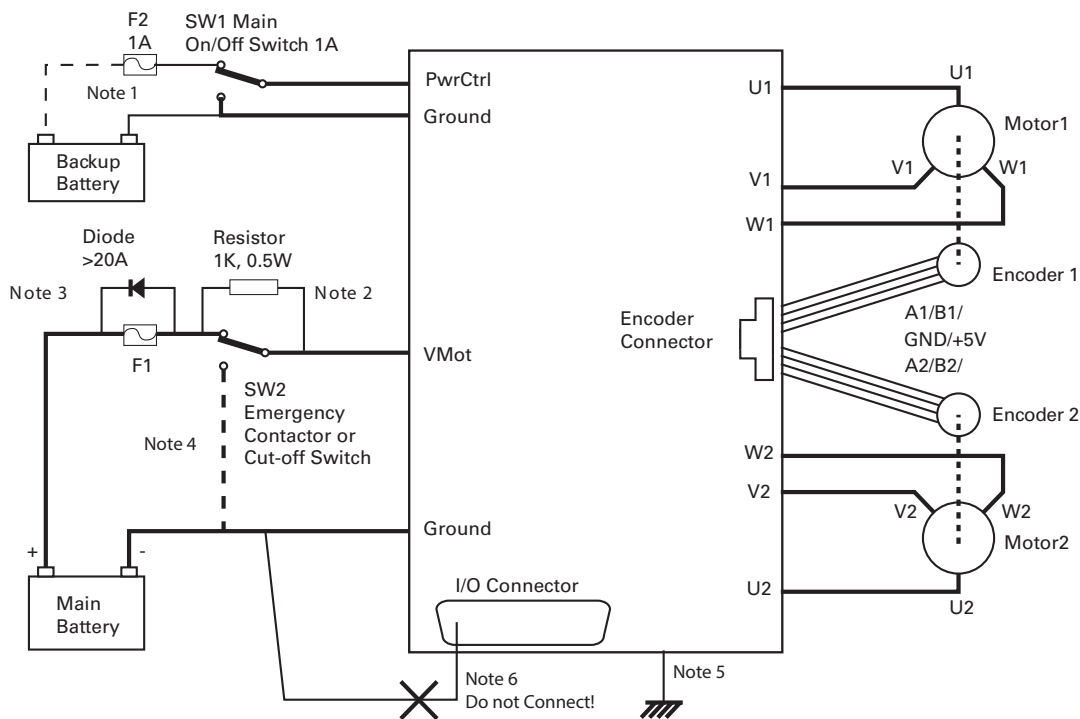 F2
1A
SW1 Main
On/Off Switch 1A
Note 1
Backup
Battery
PwrCtrl
Ground
U1
U1
Motor1
V1
W1
V1
W1
Diode
>20A
Resistor
1K, 0.5W
Note 3
Note 2
F1
VMot
SW2
Emergency
Contactor or
Cut-off Switch
Note 4
Encoder
Connector
Encoder 1
A1/B1/
GND/+5V
A2/B2/
Encoder 2
W2
V2
V2
W2
Motor2
U2
U2
Ground
+
-
Main
Battery
I/O Connector
Note 6
Do not Connect!
Note 5